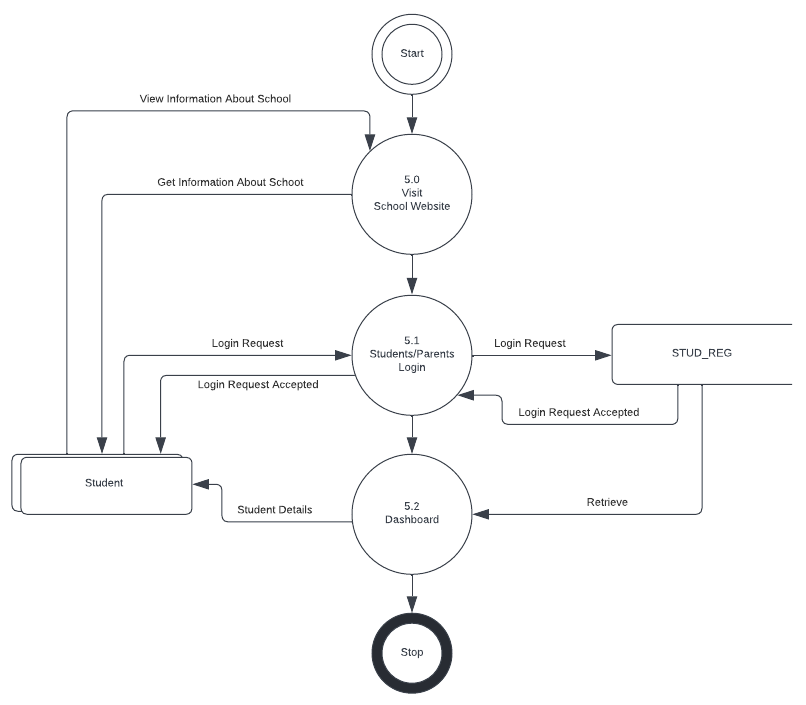 Start
View Information About School
5.0
Visit
School Website
Get Information About Schoot
5.1
Students/Parents
Login
Login Request
Login Request
STUD_REG
Login Request Accepted
Login Request Accepted
Student
5.2
Dashboard
Student Details
Retrieve
Stop